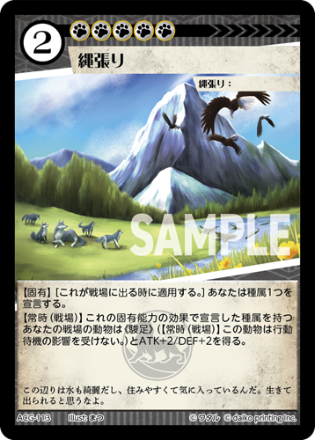 2
縄張り
縄張り：
SAMPLE
【固有】[これが戦場に出る時に適用する。]あなたは種属1つを
宣言する。
【常時(戦場)】これの固有能力の効果で宣言した種属を持つ
あなたの戦場の動物は《駿足》(【常時(戦場)】この動物は行動
待機の影響を受けない。)とATK+2/DEF+2を得る。
この辺りは水も綺麗だし、住みやすくて気に入っているんだ。生きて
出られると思うなよ。
ACG-113 Illust: まつ © ワタル © daiko printing Inc.